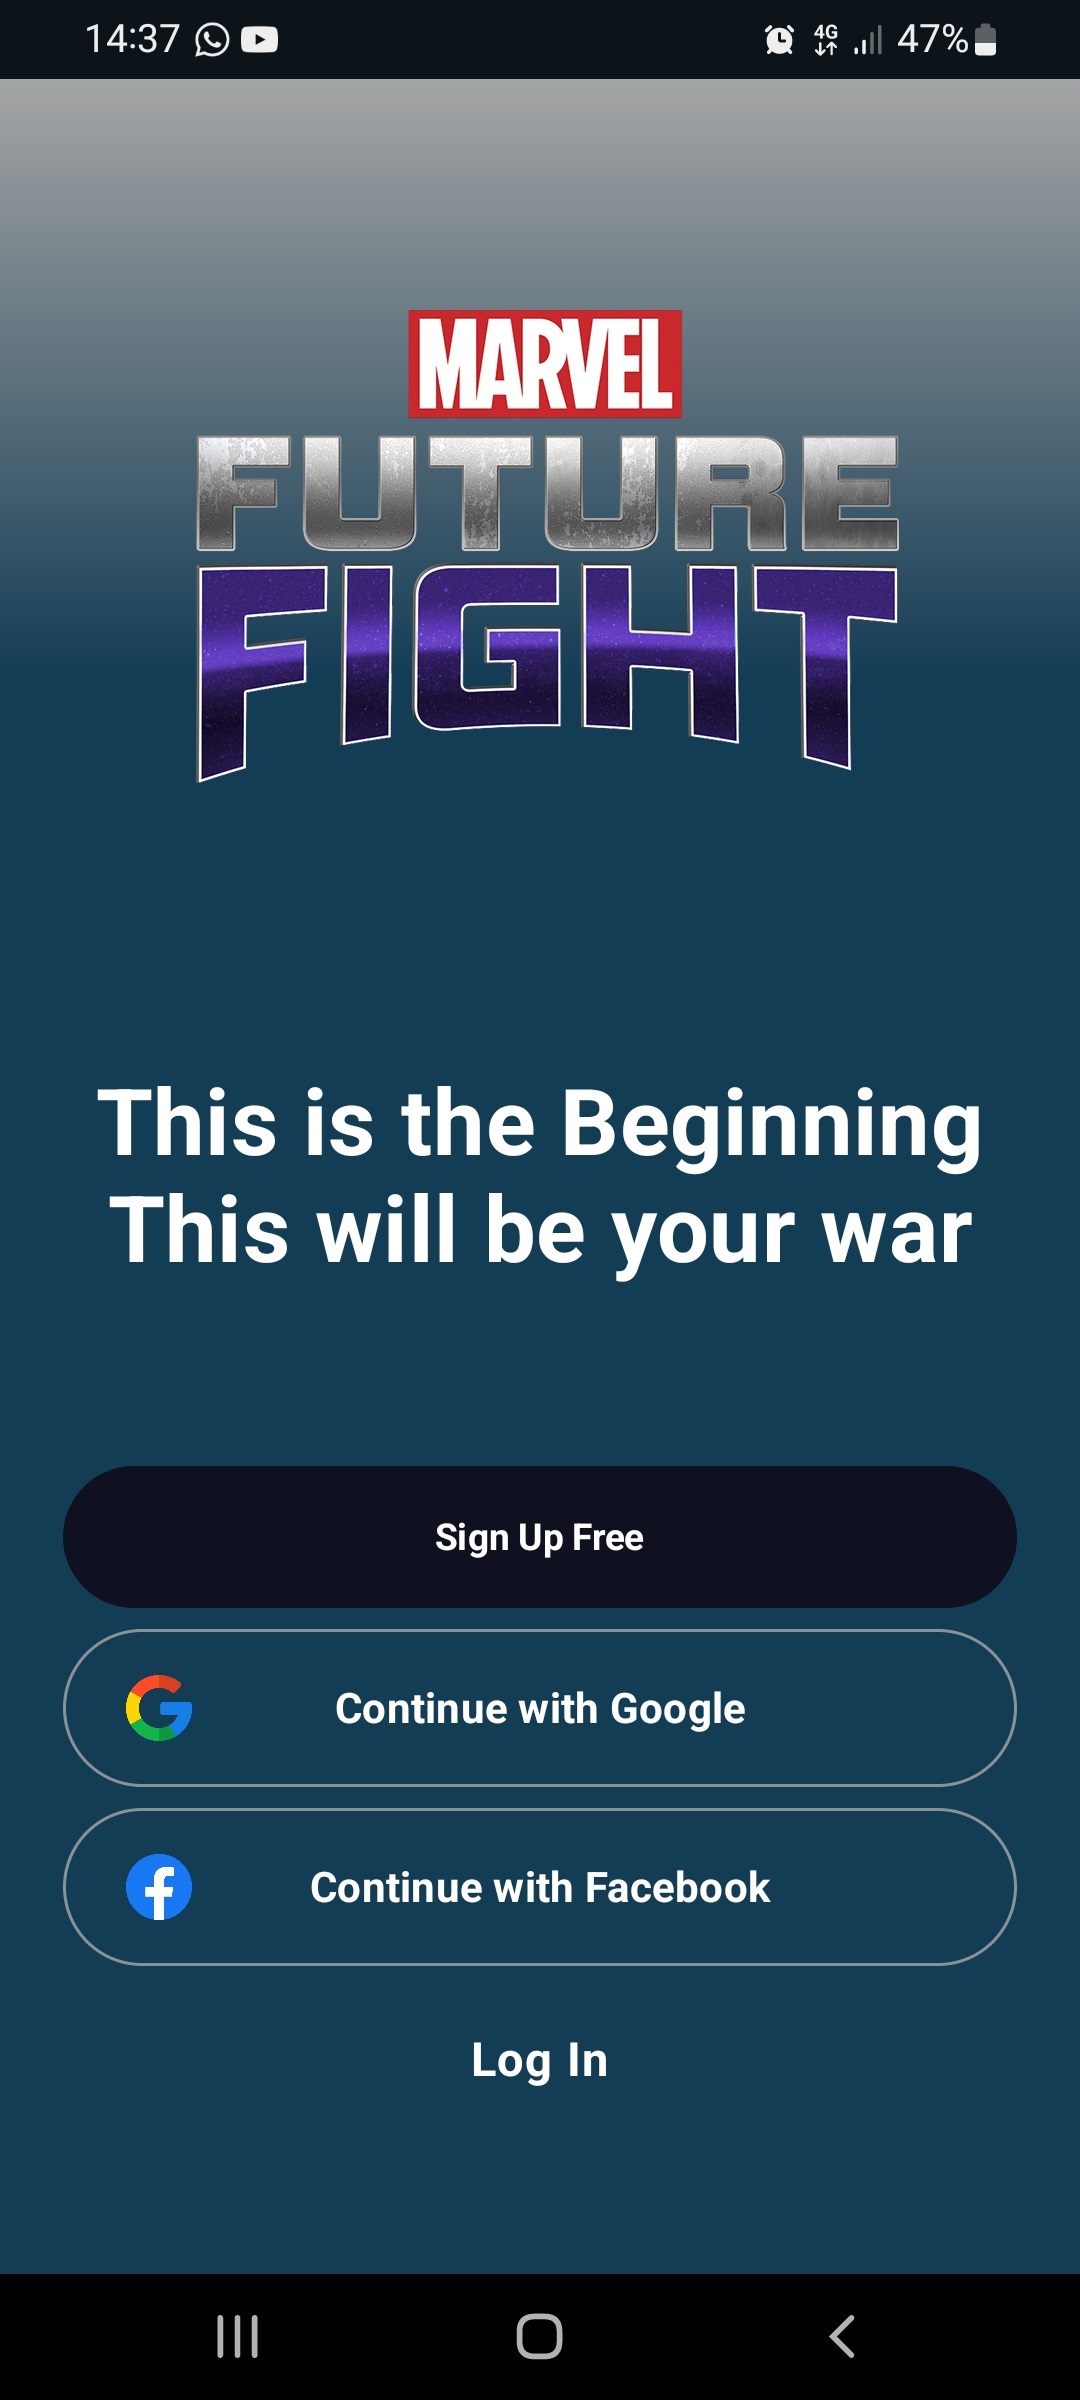 14:37 4G 47%
MARVEL
FUTURE
FIGHT
This is the Beginning
This will be your war
Sign Up Free
Continue with Google
Continue with Facebook
Log In